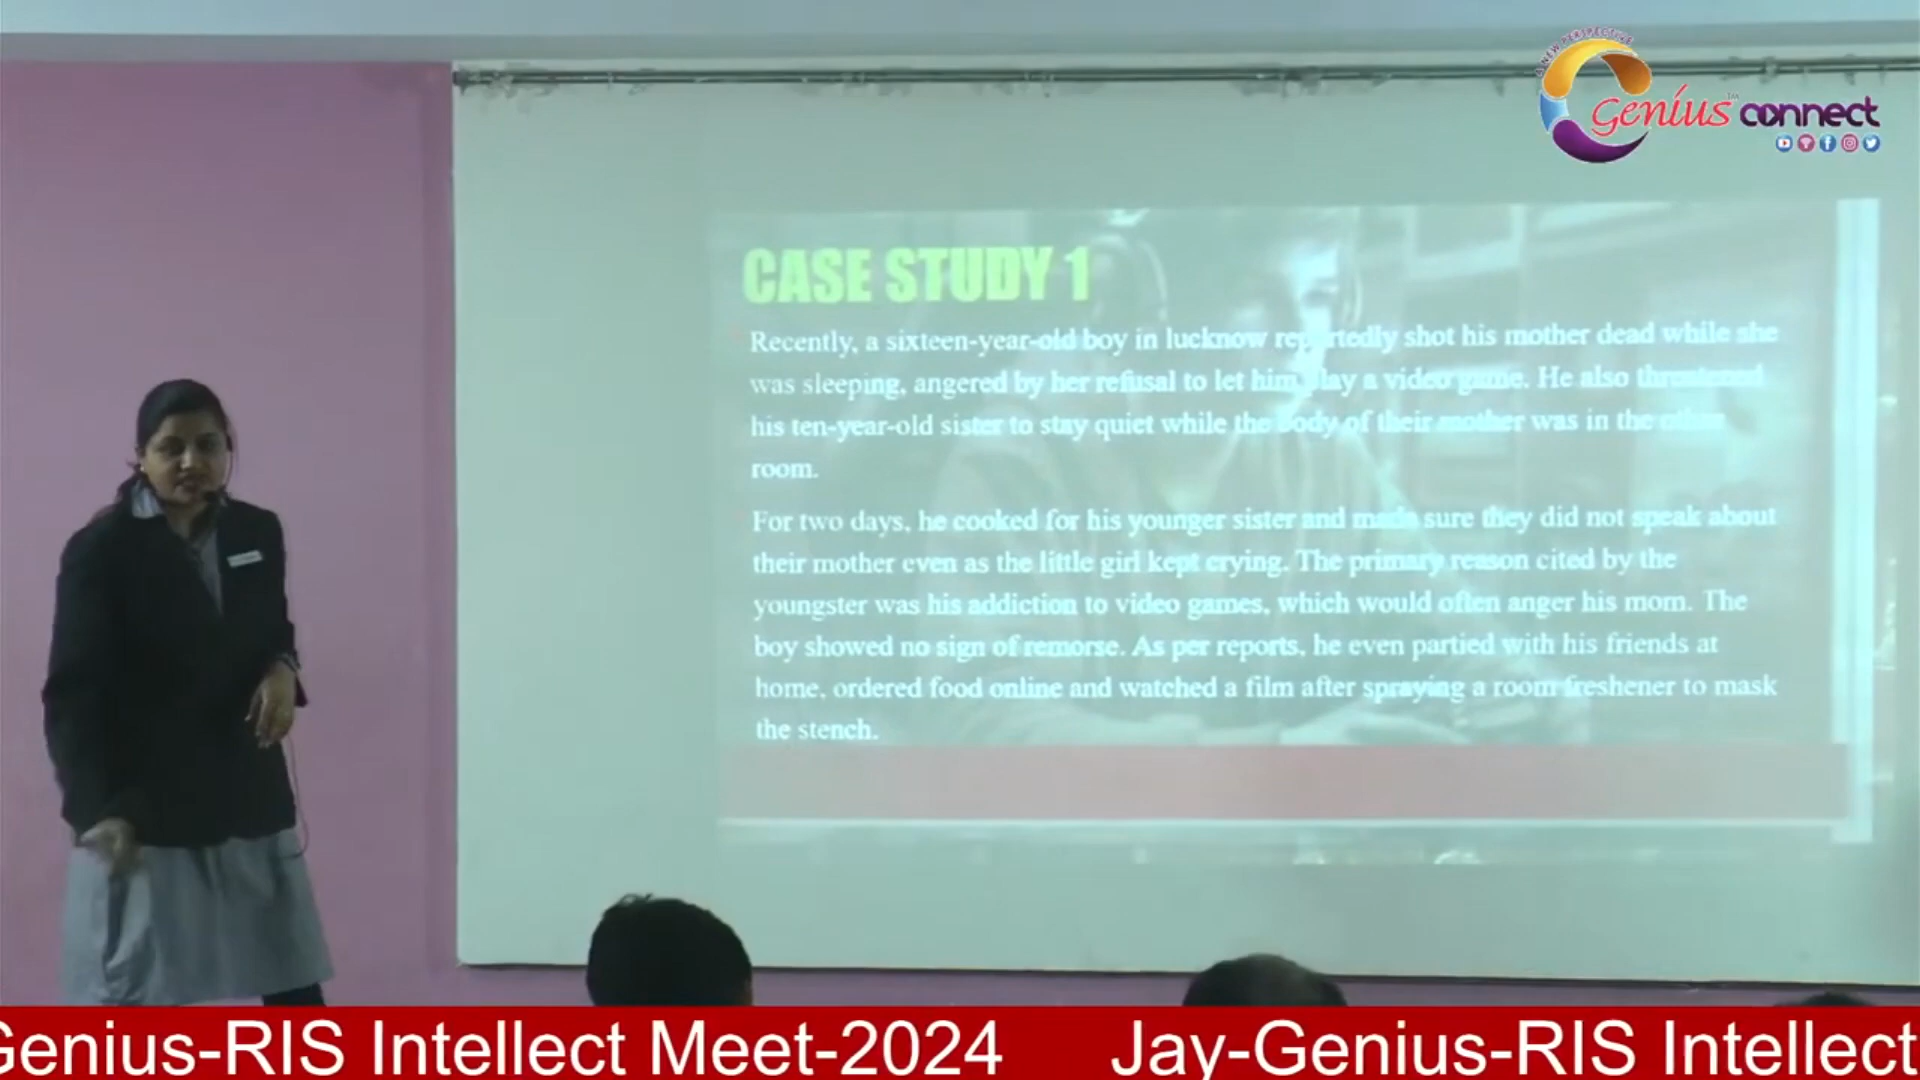 A NEW PERSPECTIVE
Genius™ connect
CASE STUDY 1
Recently, a sixteen-year-old boy in lucknow reportedly shot his mother dead while she
was sleeping, angered by her refusal to let him play a video game. He also threatened
his ten-year-old sister to stay quiet while the body of their mother was in the other
room.
For two days, he cooked for his younger sister and made sure they did not speak about
their mother even as the little girl kept crying. The primary reason cited by the
youngster was his addiction to video games, which would often anger his mom. The
boy showed no sign of remorse. As per reports, he even partied with his friends at
home, ordered food online and watched a film after spraying a room freshener to mask
the stench.
Genius-RIS Intellect Meet-2024 Jay-Genius-RIS Intellect